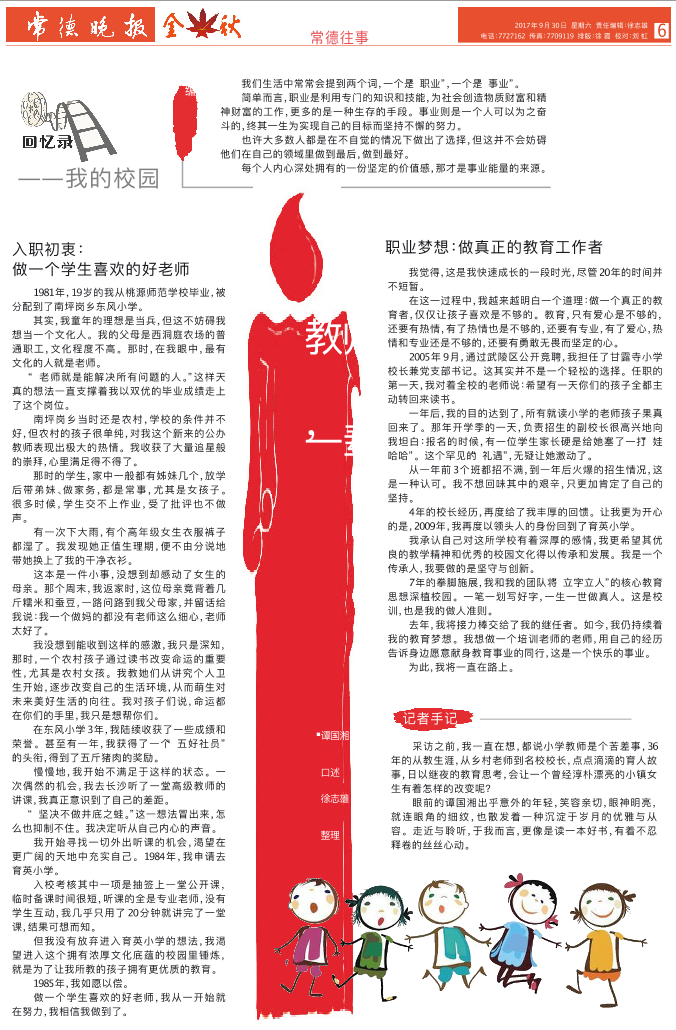 常德晚报
金秋
常德往事
2017年9月30日 星期六 责任编辑:徐志雄
电话:7727162 传真:7709119 排版:徐霞 校对:刘虹
6
回忆录
——我的校园
编
我们生活中常常会提到两个词,一个是 职业”,一个是 事业”。
简单而言,职业是利用专门的知识和技能,为社会创造物质财富和精
神财富的工作,更多的是一种生存的手段。事业则是一个人可以为之奋
斗的,终其一生为实现自己的目标而坚持不懈的努力。
也许大多数人都是在不自觉的情况下做出了选择,但这并不会妨碍
他们在自己的领域里做到最后,做到最好。
每个人内心深处拥有的一份坚定的价值感,那才是事业能量的来源。
入职初衷:
做一个学生喜欢的好老师
1981年,19岁的我从桃源师范学校毕业,被
分配到了南坪岗乡东风小学。
其实,我童年的理想是当兵,但这不妨碍我
想当一个文化人。我的父母是西洞庭农场的普
通职工,文化程度不高。那时,在我眼中,最有
文化的人就是老师。
“ 老师就是能解决所有问题的人。”这样天
真的想法一直支撑着我以双优的毕业成绩走上
了这个岗位。
南坪岗乡当时还是农村,学校的条件并不
好,但农村的孩子很单纯,对我这个新来的公办
教师表现出极大的热情。我收获了大量追星般
的崇拜,心里满足得不得了。
那时的学生,家中一般都有姊妹几个,放学
后带弟妹、做家务,都是常事,尤其是女孩子。
很多时候,学生交不上作业,受了批评也不做
声。
有一次下大雨,有个高年级女生衣服裤子
都湿了。我发现她正值生理期,便不由分说地
带她换上了我的干净衣衫。
这本是一件小事,没想到却感动了女生的
母亲。那个周末,我返家时,这位母亲竟背着几
斤糯米和蚕豆,一路问路到我父母家,并留话给
我说:我一个做妈的都没有老师这么细心,老师
太好了。
我没想到能收到这样的感激,我只是深知,
那时,一个农村孩子通过读书改变命运的重要
性,尤其是农村女孩。我教她们从讲究个人卫
生开始,逐步改变自己的生活环境,从而萌生对
未来美好生活的向往。我对孩子们说,命运都
在你们的手里,我只是想帮你们。
在东风小学3年,我陆续收获了一些成绩和
荣誉。甚至有一年,我获得了一个 五好社员”
的头衔,得到了五斤猪肉的奖励。
慢慢地,我开始不满足于这样的状态。一
次偶然的机会,我去长沙听了一堂高级教师的
讲课,我真正意识到了自己的差距。
“ 坚决不做井底之蛙。”这一想法冒出来,怎
么也抑制不住。我决定听从自己内心的声音。
我开始寻找一切外出听课的机会,渴望在
更广阔的天地中充实自己。1984年,我申请去
育英小学。
入校考核其中一项是抽签上一堂公开课,
临时备课时间很短,听课的全是专业老师,没有
学生互动,我几乎只用了20分钟就讲完了一堂
课,结果可想而知。
但我没有放弃进入育英小学的想法,我渴
望进入这个拥有浓厚文化底蕴的校园里锤炼,
就是为了让我所教的孩子拥有更优质的教育。
1985年,我如愿以偿。
做一个学生喜欢的好老师,我从一开始就
在努力,我相信我做到了。
教师
,一
谭国湘
口述
徐志雄
整理
职业梦想:做真正的教育工作者
我觉得,这是我快速成长的一段时光,尽管20年的时间并
不短暂。
在这一过程中,我越来越明白一个道理:做一个真正的教
育者,仅仅让孩子喜欢是不够的。教育,只有爱心是不够的,
还要有热情,有了热情也是不够的,还要有专业,有了爱心,热
情和专业还是不够的,还要有勇敢无畏而坚定的心。
2005年9月,通过武陵区公开竞聘,我担任了甘露寺小学
校长兼党支部书记。这其实并不是一个轻松的选择。任职的
第一天,我对着全校的老师说:希望有一天你们的孩子全都主
动转回来读书。
一年后,我的目的达到了,所有就读小学的老师孩子果真
回来了。那年开学季的一天,负责招生的副校长很高兴地向
我坦白:报名的时候,有一位学生家长硬是给她塞了一打 娃
哈哈”。这个罕见的 礼遇”,无疑让她激动了。
从一年前3个班都招不满,到一年后火爆的招生情况,这
是一种认可。我不想回味其中的艰辛,只更加肯定了自己的
坚持。
4年的校长经历,再度给了我丰厚的回馈。让我更为开心
的是,2009年,我再度以领头人的身份回到了育英小学。
我承认自己对这所学校有着深厚的感情,我更希望其优
良的教学精神和优秀的校园文化得以传承和发展。我是一个
传承人,我要做的是坚守与创新。
7年的拳脚施展,我和我的团队将 立字立人”的核心教育
思想深植校园。一笔一划写好字,一生一世做真人。这是校
训,也是我的做人准则。
去年,我将接力棒交给了我的继任者。如今,我仍持续着
我的教育梦想。我想做一个培训老师的老师,用自己的经历
告诉身边愿意献身教育事业的同行,这是一个快乐的事业。
为此,我将一直在路上。
记者手记
采访之前,我一直在想,都说小学教师是个苦差事,36
年的从教生涯,从乡村老师到名校校长,点点滴滴的育人故
事,日以继夜的教育思考,会让一个曾经淳朴漂亮的小镇女
生有着怎样的改变呢?
眼前的谭国湘出乎意外的年轻,笑容亲切,眼神明亮,
就连眼角的细纹,也散发着一种沉淀于岁月的优雅与从
容。走近与聆听,于我而言,更像是读一本好书,有着不忍
释卷的丝丝心动。